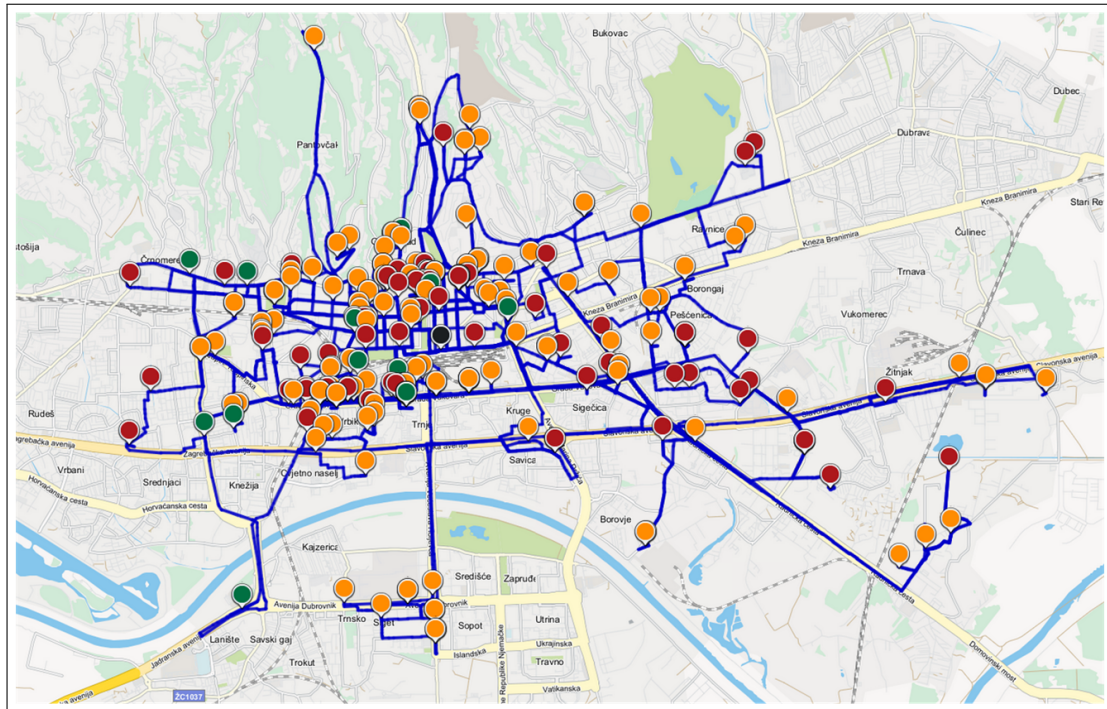 Bukovac
Dubec
Dubrava
Pantovčak
Kneza Branimira
Stari
Čulinec
Ravnice
Kneza Branimira
Črnomerec
Trnava
Borongaj
Kneza Branimira
Pešćenica
Vukomerec
Žitnjak
Slavonska avenija
Rudeš
Kruge
Sigečica
Trnje
Zagrebačka avenija
Slavonska avenija
Savica
Vrbani
Cvjetno naselje
Srednjaci
Knežija
Horvaćanska cesta
Horvaćanska cesta
Borovje
Kajzerica
Središće
Zapruđe
Avenija Dubrovnik
Trnsko
Siget
Sopot
Utrina
Lanište
Savski gaj
Jadranska avenija
Islandska
Ukrajinska
Trokut
Travno
Domovinski most
Vatikanska
ŽC1037